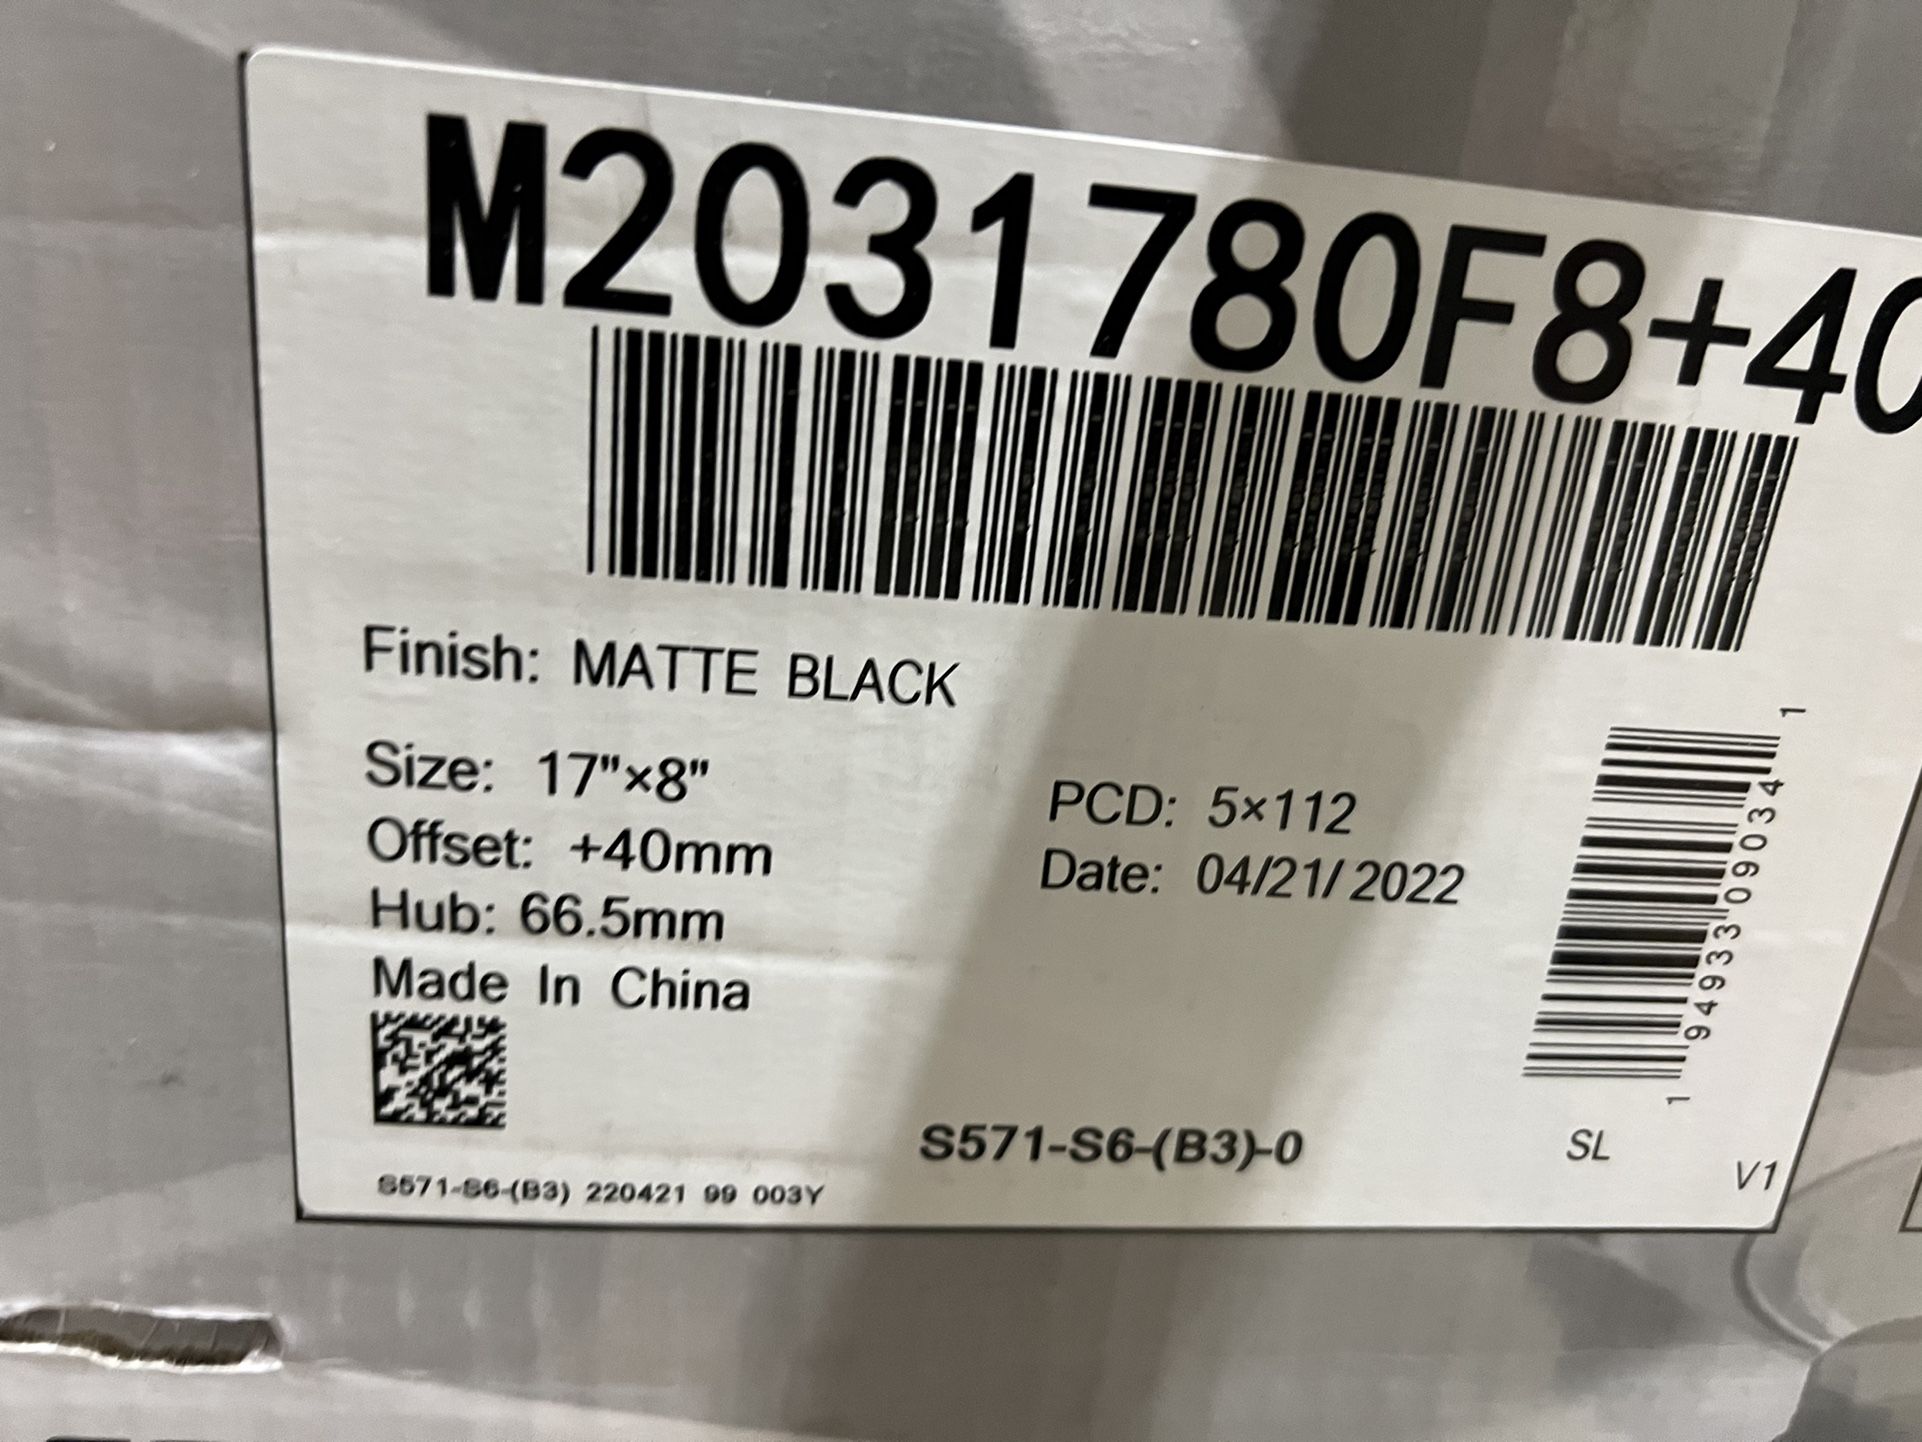 M2031780F8+40
Finish: MATTE BLACK
Size: 17"×8"
Offset: +40mm
Hub: 66.5mm
Made In China
PCD: 5×112
Date: 04/21/2022
1 94933 09034 1
S571-S6-(B3)-0
SL
V1
S571-S6-(B3) 220421 99 003Y